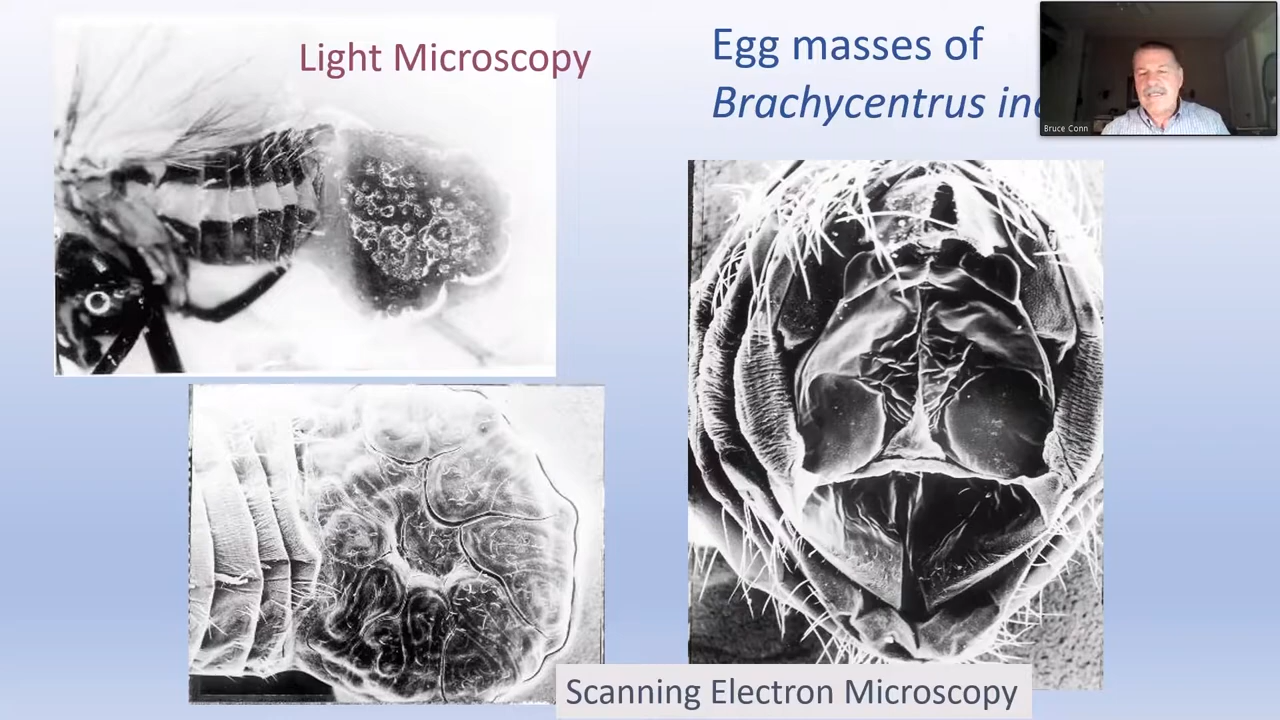 Light Microscopy
Egg masses of
Brachycentrus
Bruce Conn
Scanning Electron Microscopy